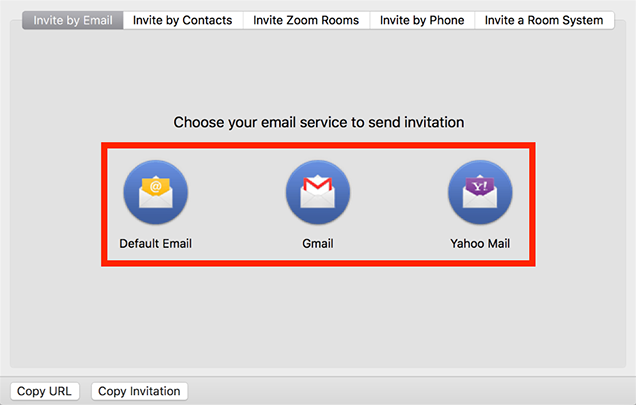 Invite by Email Invite by Contacts Invite Zoom Rooms Invite by Phone Invite a Room System
Choose your email service to send invitation
@ Y!
Default Email Gmail Yahoo Mail
Copy URL Copy Invitation